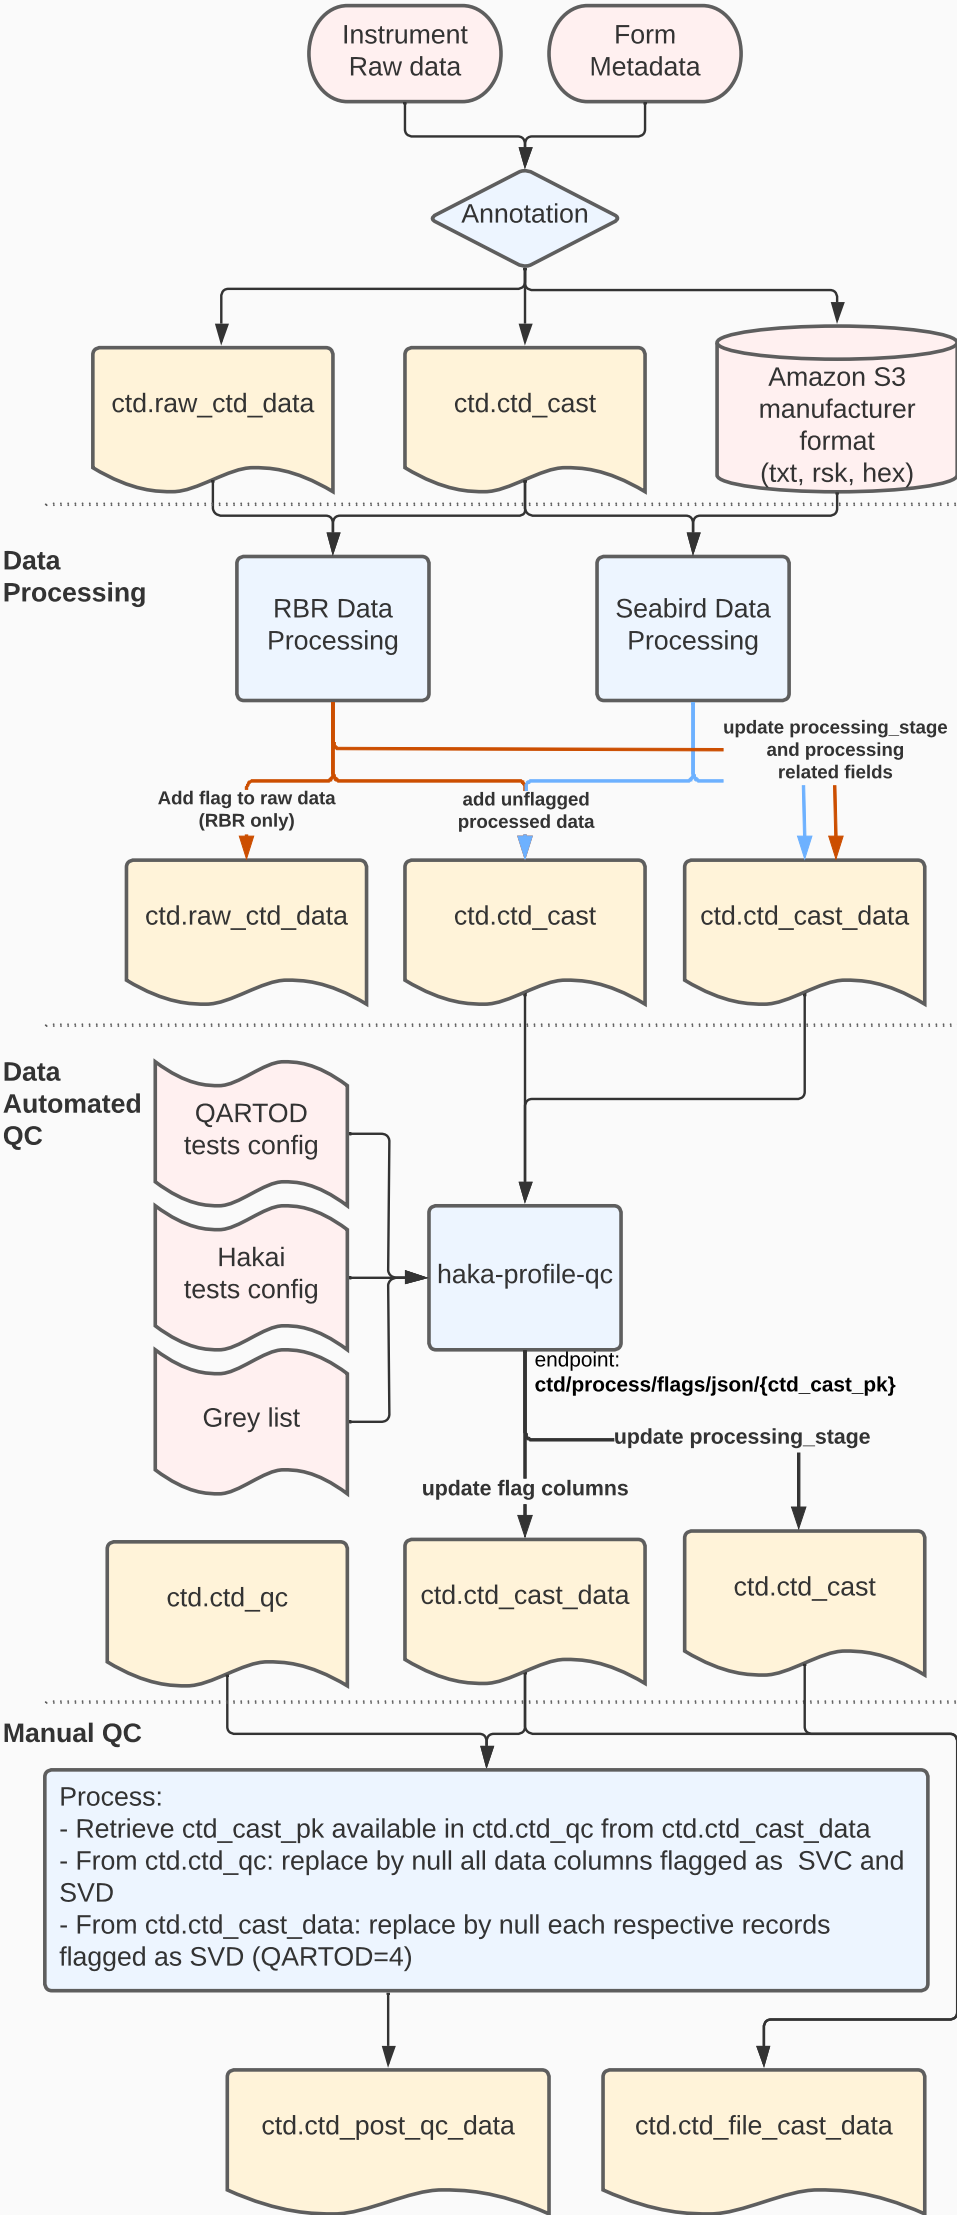 Instrument
Raw data
Form
Metadata
Annotation
ctd.raw_ctd_data
ctd.ctd_cast
Amazon S3
manufacturer
format
(txt, rsk, hex)
Data
Processing
RBR Data
Processing
Seabird Data
Processing
update processing_stage
and processing
related fields
Add flag to raw data
(RBR only)
add unflagged
processed data
ctd.raw_ctd_data
ctd.ctd_cast
ctd.ctd_cast_data
Data
Automated
QC
QARTOD
tests config
Hakai
tests config
Grey list
haka-profile-qc
endpoint:
ctd/process/flags/json/{ctd_cast_pk}
update processing_stage
update flag columns
ctd.ctd_qc
ctd.ctd_cast_data
ctd.ctd_cast
Manual QC
Process:
- Retrieve ctd_cast_pk available in ctd.ctd_qc from ctd.ctd_cast_data
- From ctd.ctd_qc: replace by null all data columns flagged as  SVC and
SVD
- From ctd.ctd_cast_data: replace by null each respective records
flagged as SVD (QARTOD=4)
ctd.ctd_post_qc_data
ctd.ctd_file_cast_data